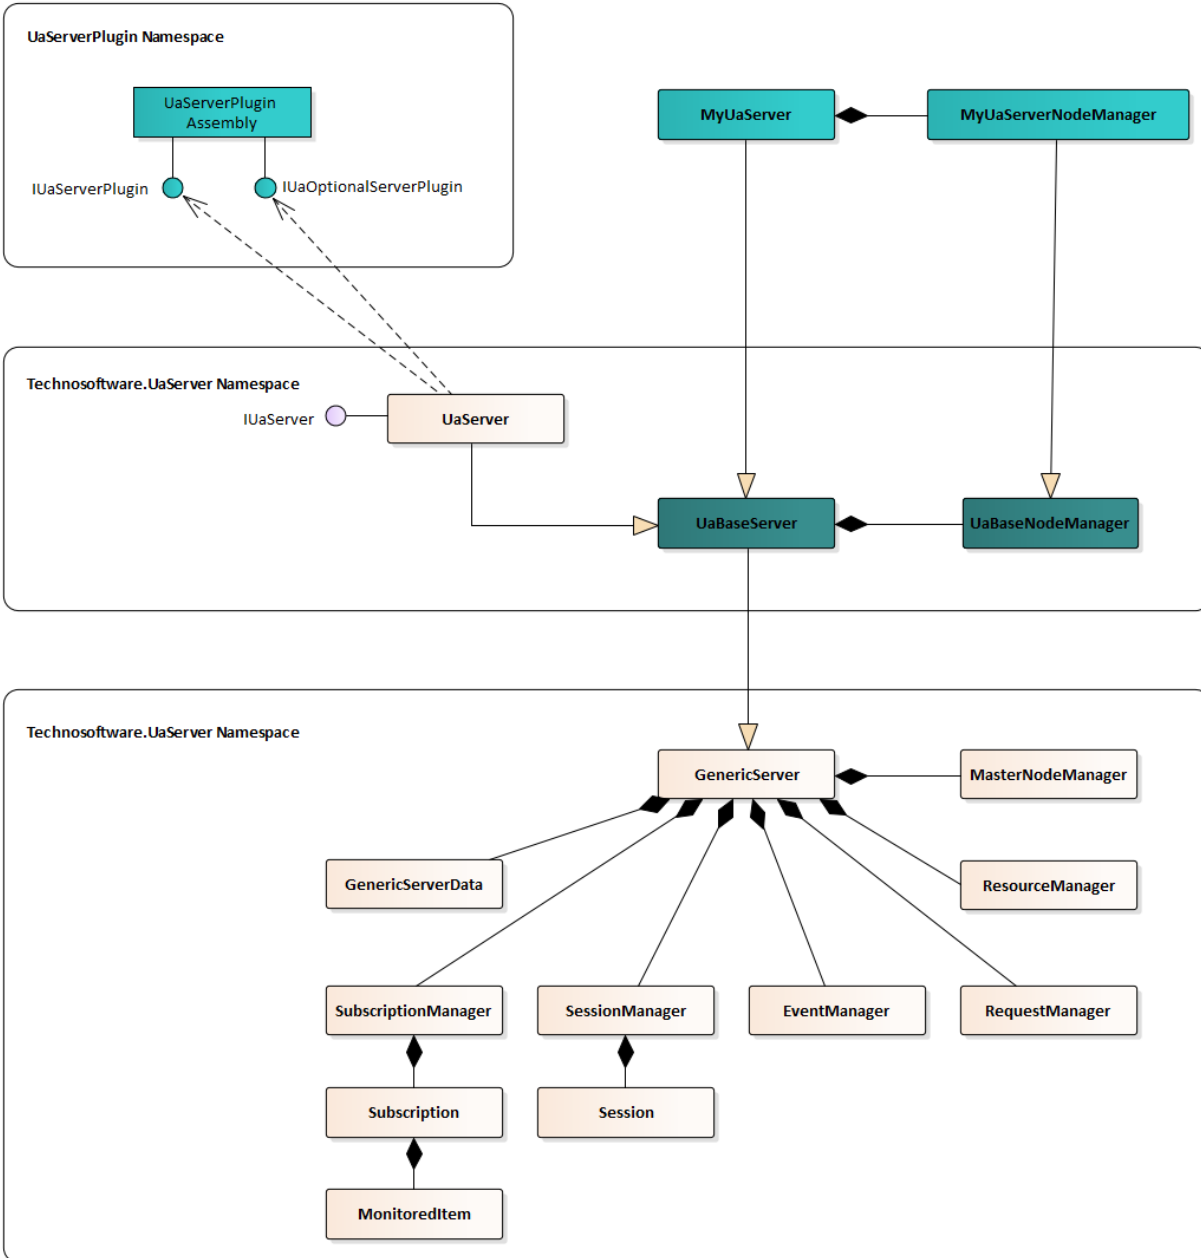 UaServerPlugin Namespace
UaServerPlugin
Assembly
IUaServerPlugin
IUaOptionalServerPlugin
MyUaServer
MyUaServerNodeManager
Technosoftware.UaServer Namespace
IUaServer
UaServer
UaBaseServer
UaBaseNodeManager
Technosoftware.UaServer Namespace
GenericServer
MasterNodeManager
GenericServerData
ResourceManager
SubscriptionManager
SessionManager
EventManager
RequestManager
Subscription
Session
MonitoredItem